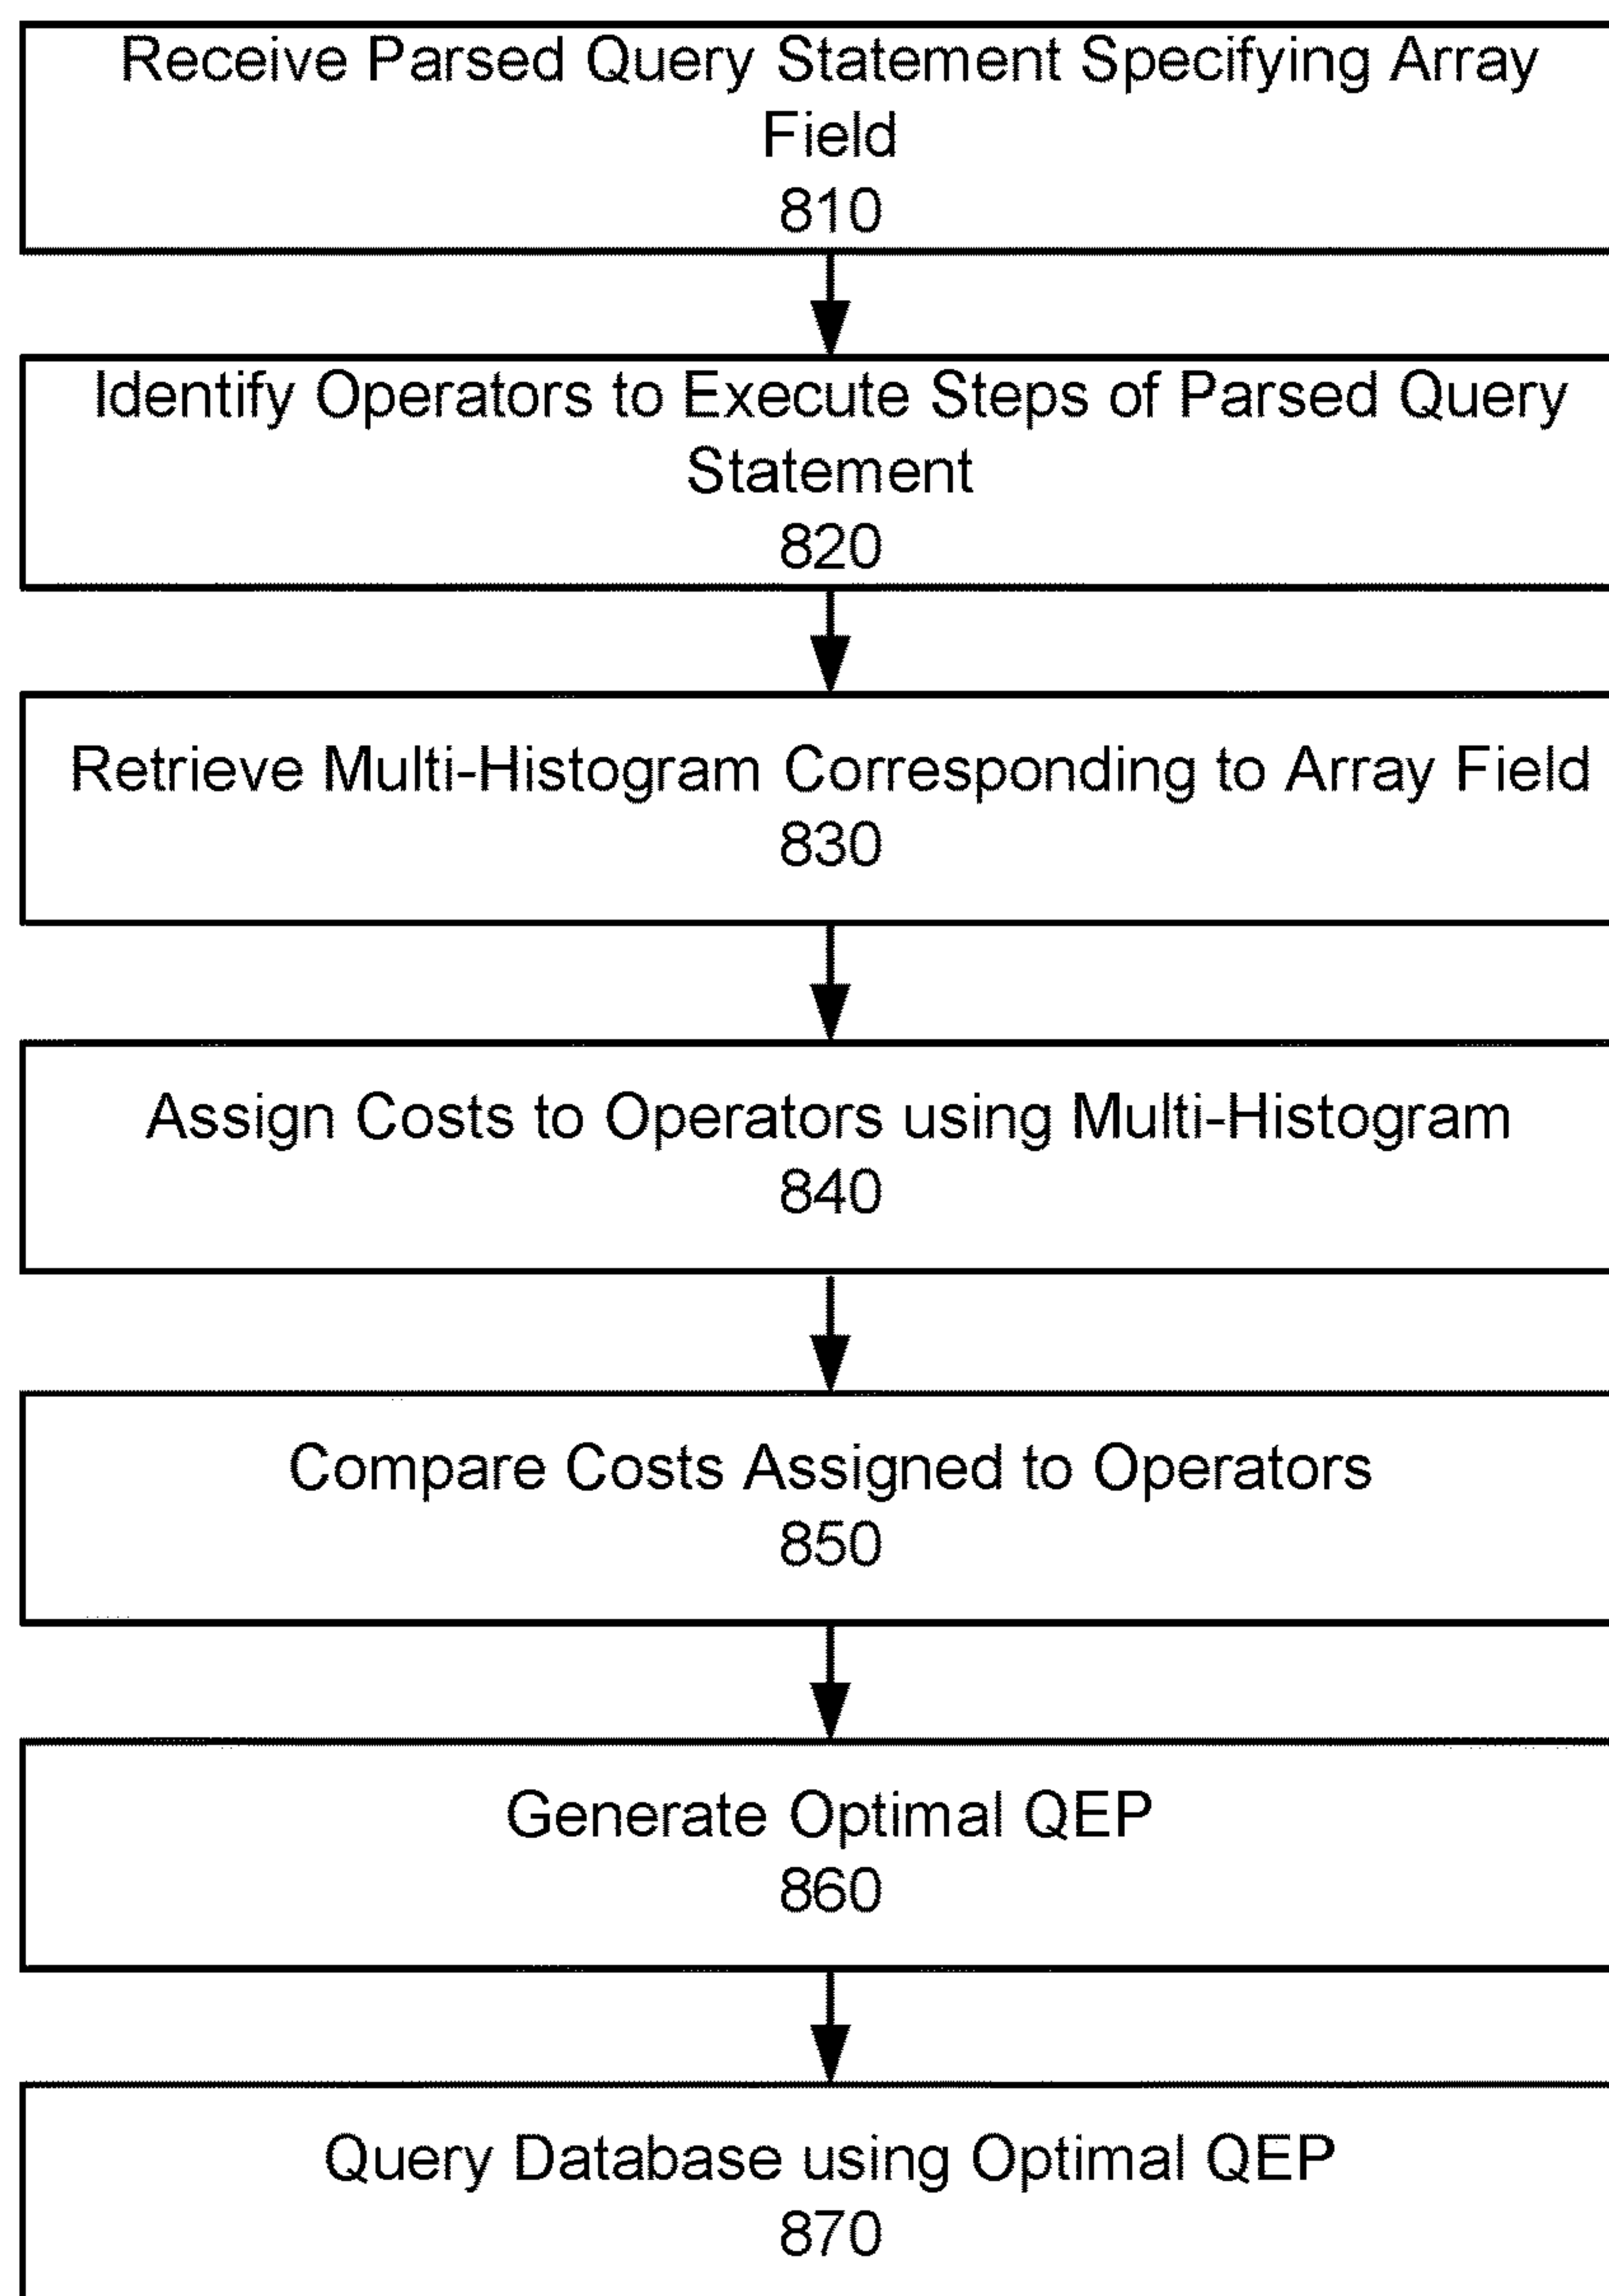 Receive Parsed Query Statement Specifying Array
Field
810
Identify Operators to Execute Steps of Parsed Query
Statement
820
Retrieve Multi-Histogram Corresponding to Array Field
830
Assign Costs to Operators using Multi-Histogram
840
Compare Costs Assigned to Operators
850
Generate Optimal QEP
860
Query Database using Optimal QEP
870